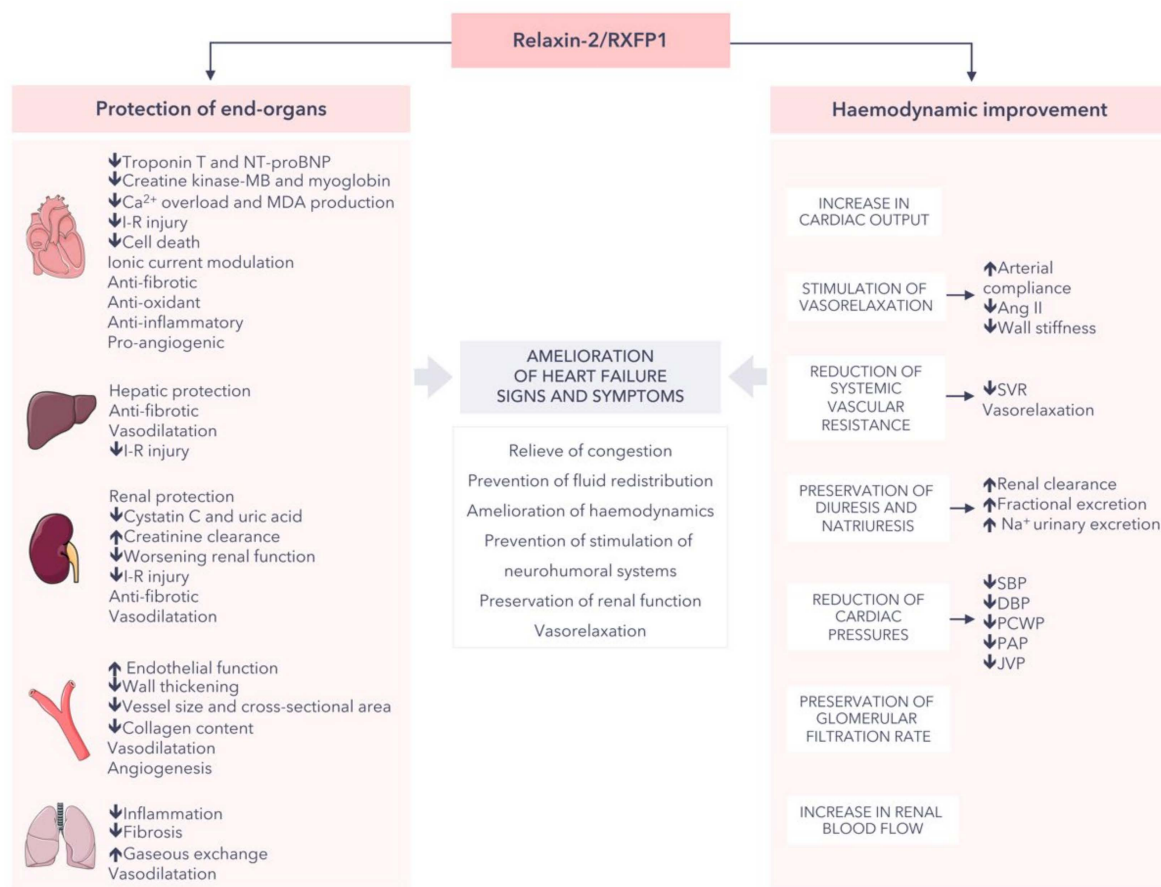 Relaxin-2/RXFP1
Protection of end-organs
🡳Troponin T and NT-proBNP
🡳Creatine kinase-MB and myoglobin
🡳Ca²⁺ overload and MDA production
🡳I-R injury
🡳Cell death
Ionic current modulation
Anti-fibrotic
Anti-oxidant
Anti-inflammatory
Pro-angiogenic
Hepatic protection
Anti-fibrotic
Vasodilatation
🡳I-R injury
Renal protection
🡳Cystatin C and uric acid
🡱Creatinine clearance
🡳Worsening renal function
🡳I-R injury
Anti-fibrotic
Vasodilatation
🡱 Endothelial function
🡳Wall thickening
🡳Vessel size and cross-sectional area
🡳Collagen content
Vasodilatation
Angiogenesis
🡳Inflammation
🡳Fibrosis
🡱Gaseous exchange
Vasodilatation
AMELIORATION
OF HEART FAILURE
SIGNS AND SYMPTOMS
Relieve of congestion
Prevention of fluid redistribution
Amelioration of haemodynamics
Prevention of stimulation of
neurohumoral systems
Preservation of renal function
Vasorelaxation
Haemodynamic improvement
INCREASE IN
CARDIAC OUTPUT
STIMULATION OF
VASORELAXATION
🡱Arterial
compliance
🡳Ang II
🡳Wall stiffness
REDUCTION OF
SYSTEMIC
VASCULAR
RESISTANCE
🡳SVR
Vasorelaxation
PRESERVATION OF
DIURESIS AND
NATRIURESIS
🡱Renal clearance
🡱Fractional excretion
🡱 Na⁺ urinary excretion
REDUCTION OF
CARDIAC
PRESSURES
🡳SBP
🡳DBP
🡳PCWP
🡳PAP
🡳JVP
PRESERVATION OF
GLOMERULAR
FILTRATION RATE
INCREASE IN RENAL
BLOOD FLOW